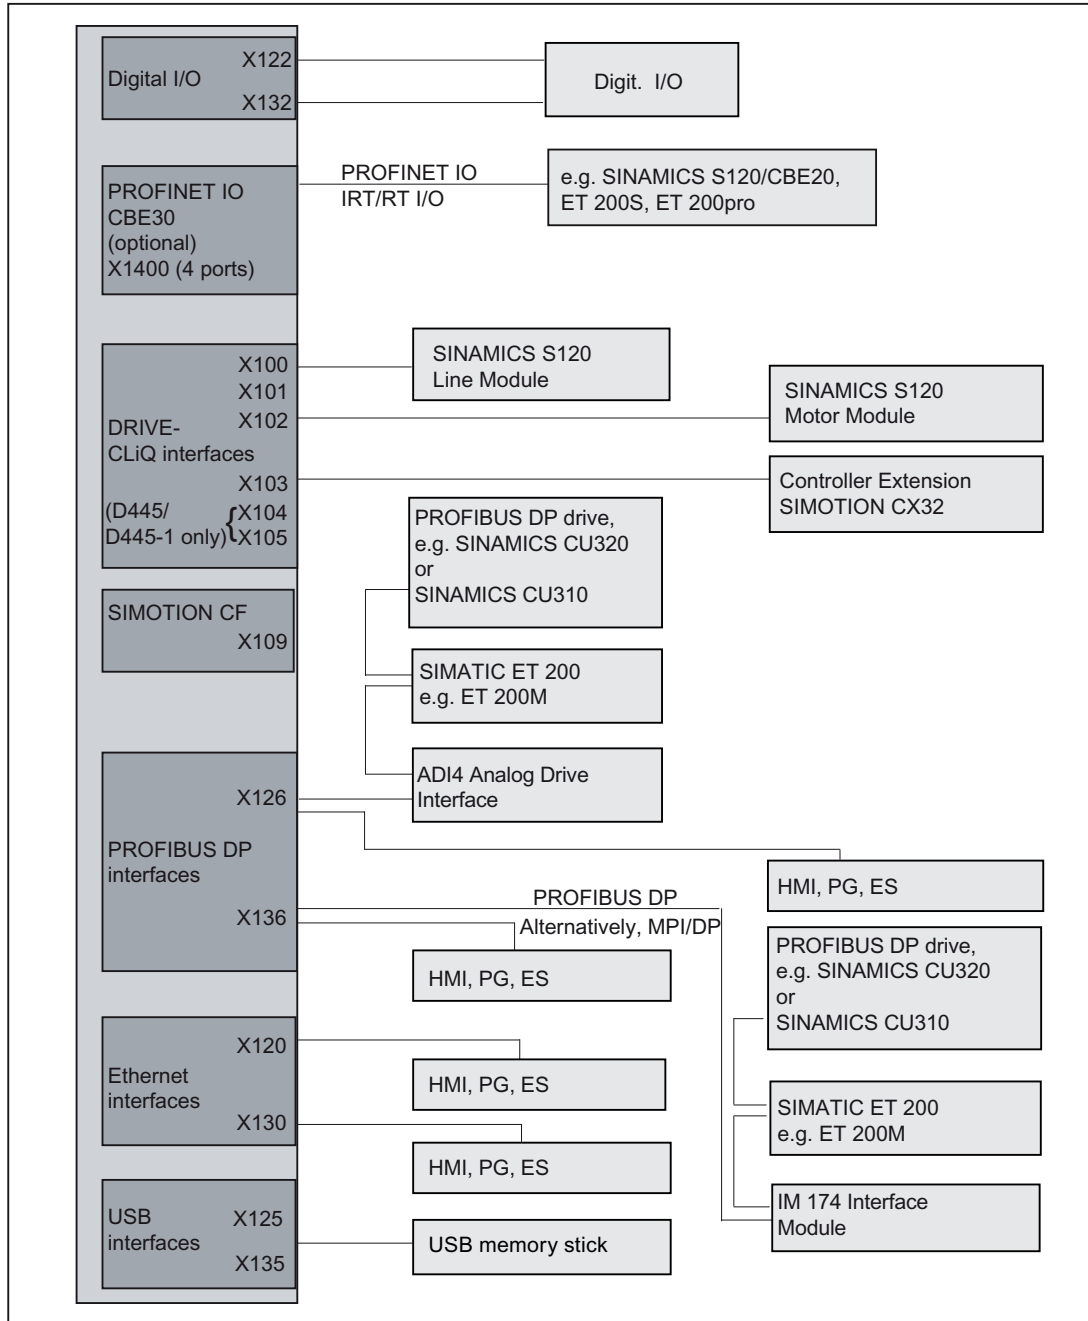 Digital I/O
X122
X132
Digit. I/O
PROFINET IO
CBE30
(optional)
X1400 (4 ports)
PROFINET IO
IRT/RT I/O
e.g. SINAMICS S120/CBE20,
ET 200S, ET 200pro
DRIVE-
CLiQ interfaces
(D445/
D445-1 only)
{
X100
X101
X102
X103
X104
X105
SINAMICS S120
Line Module
SINAMICS S120
Motor Module
Controller Extension
SIMOTION CX32
SIMOTION CF
X109
PROFIBUS DP drive,
e.g. SINAMICS CU320
or
SINAMICS CU310
SIMATIC ET 200
e.g. ET 200M
ADI4 Analog Drive
Interface
PROFIBUS DP
interfaces
X126
X136
HMI, PG, ES
PROFIBUS DP
Alternatively, MPI/DP
HMI, PG, ES
PROFIBUS DP drive,
e.g. SINAMICS CU320
or
SINAMICS CU310
SIMATIC ET 200
e.g. ET 200M
IM 174 Interface
Module
Ethernet
interfaces
X120
X130
HMI, PG, ES
HMI, PG, ES
USB
interfaces
X125
X135
USB memory stick